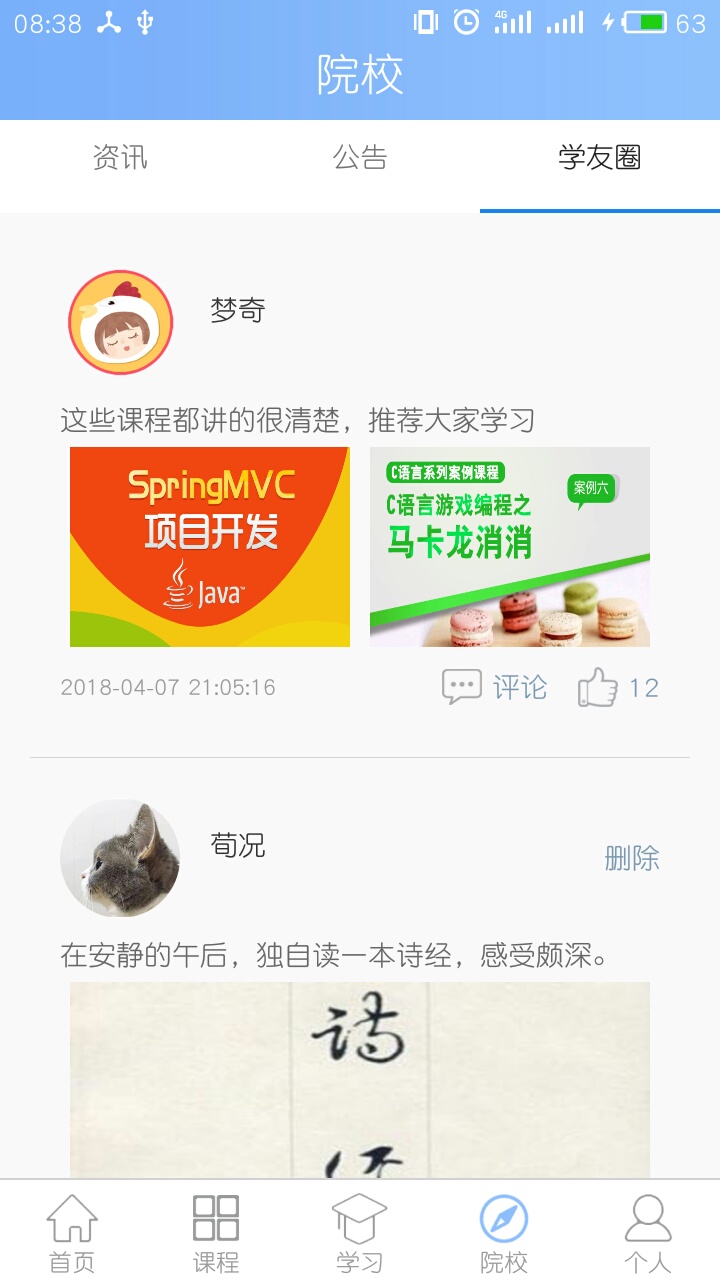 08:38
4G
63
院校
资讯
公告
学友圈
梦奇
这些课程都讲的很清楚，推荐大家学习
SpringMVC
项目开发
Java™
C语言系列案例课程
C语言游戏编程之
马卡龙消消
案例六
2018-04-07 21:05:16
评论
12
荀况
删除
在安静的午后，独自读一本诗经，感受颇深。
诗
首页
课程
学习
院校
个人